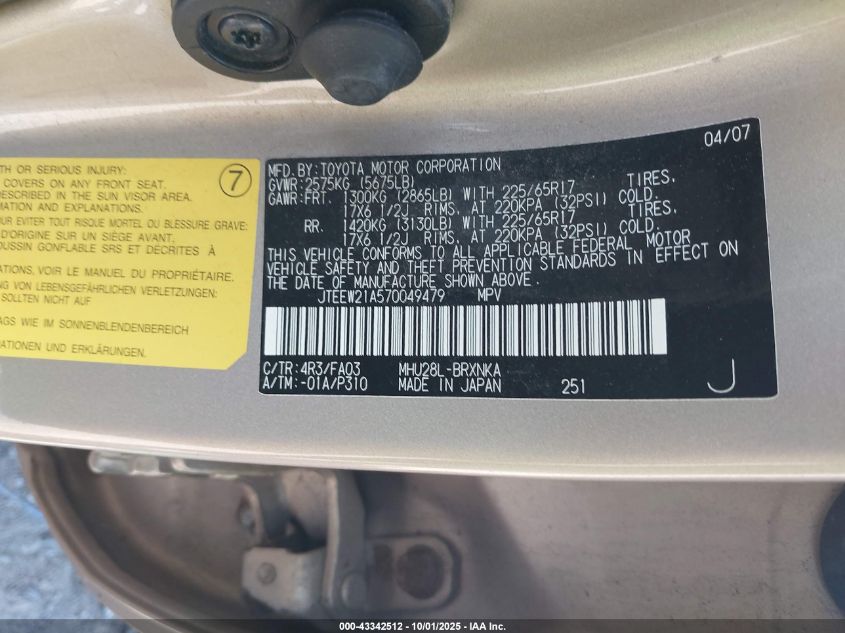 TH OR SERIOUS INJURY:
COVERS ON ANY FRONT SEAT.
DESCRIBED IN THE SUN VISOR AREA.
MATION AND EXPLANATIONS.
OUR EVITER TOUT RISQUE MORTEL OU BLESSURE GRAVE:
D'ORIGINE SUR UN SIÈGE AVANT.
OUSSIN GONFLABLE SRS ET DÉCRITES À
ATIONS, VOIR LE MANUEL DU PROPRIÉTAIRE.
NG VON LEBENSGEFÄHRLICHEN VERLETZUNGEN:
SOLLTEN NICHT AUF
AGS WIE IM SONNENBLENDENBEREICH
ATIONEN UND ERKLÄRUNGEN.
7
04/07
MFD.BY:TOYOTA MOTOR CORPORATION
GVWR:2575KG (5675LB)
GAWR:FRT. 1300KG (2865LB) WITH 225/65R17 TIRES,
17X6 1/2J RIMS, AT 220KPA (32PSI) COLD.
RR. 1420KG (3130LB) WITH 225/65R17 TIRES,
17X6 1/2J RIMS, AT 220KPA (32PSI) COLD.
THIS VEHICLE CONFORMS TO ALL APPLICABLE FEDERAL MOTOR
VEHICLE SAFETY AND THEFT PREVENTION STANDARDS IN EFFECT ON
THE DATE OF MANUFACTURE SHOWN ABOVE.
JTEEW21A570049479 MPV
C/TR:4R3/FA03 MHU28L-BRXNKA
A/TM:-01A/P310 MADE IN JAPAN 251 J
000-43342512 - 10/01/2025 - IAA Inc.